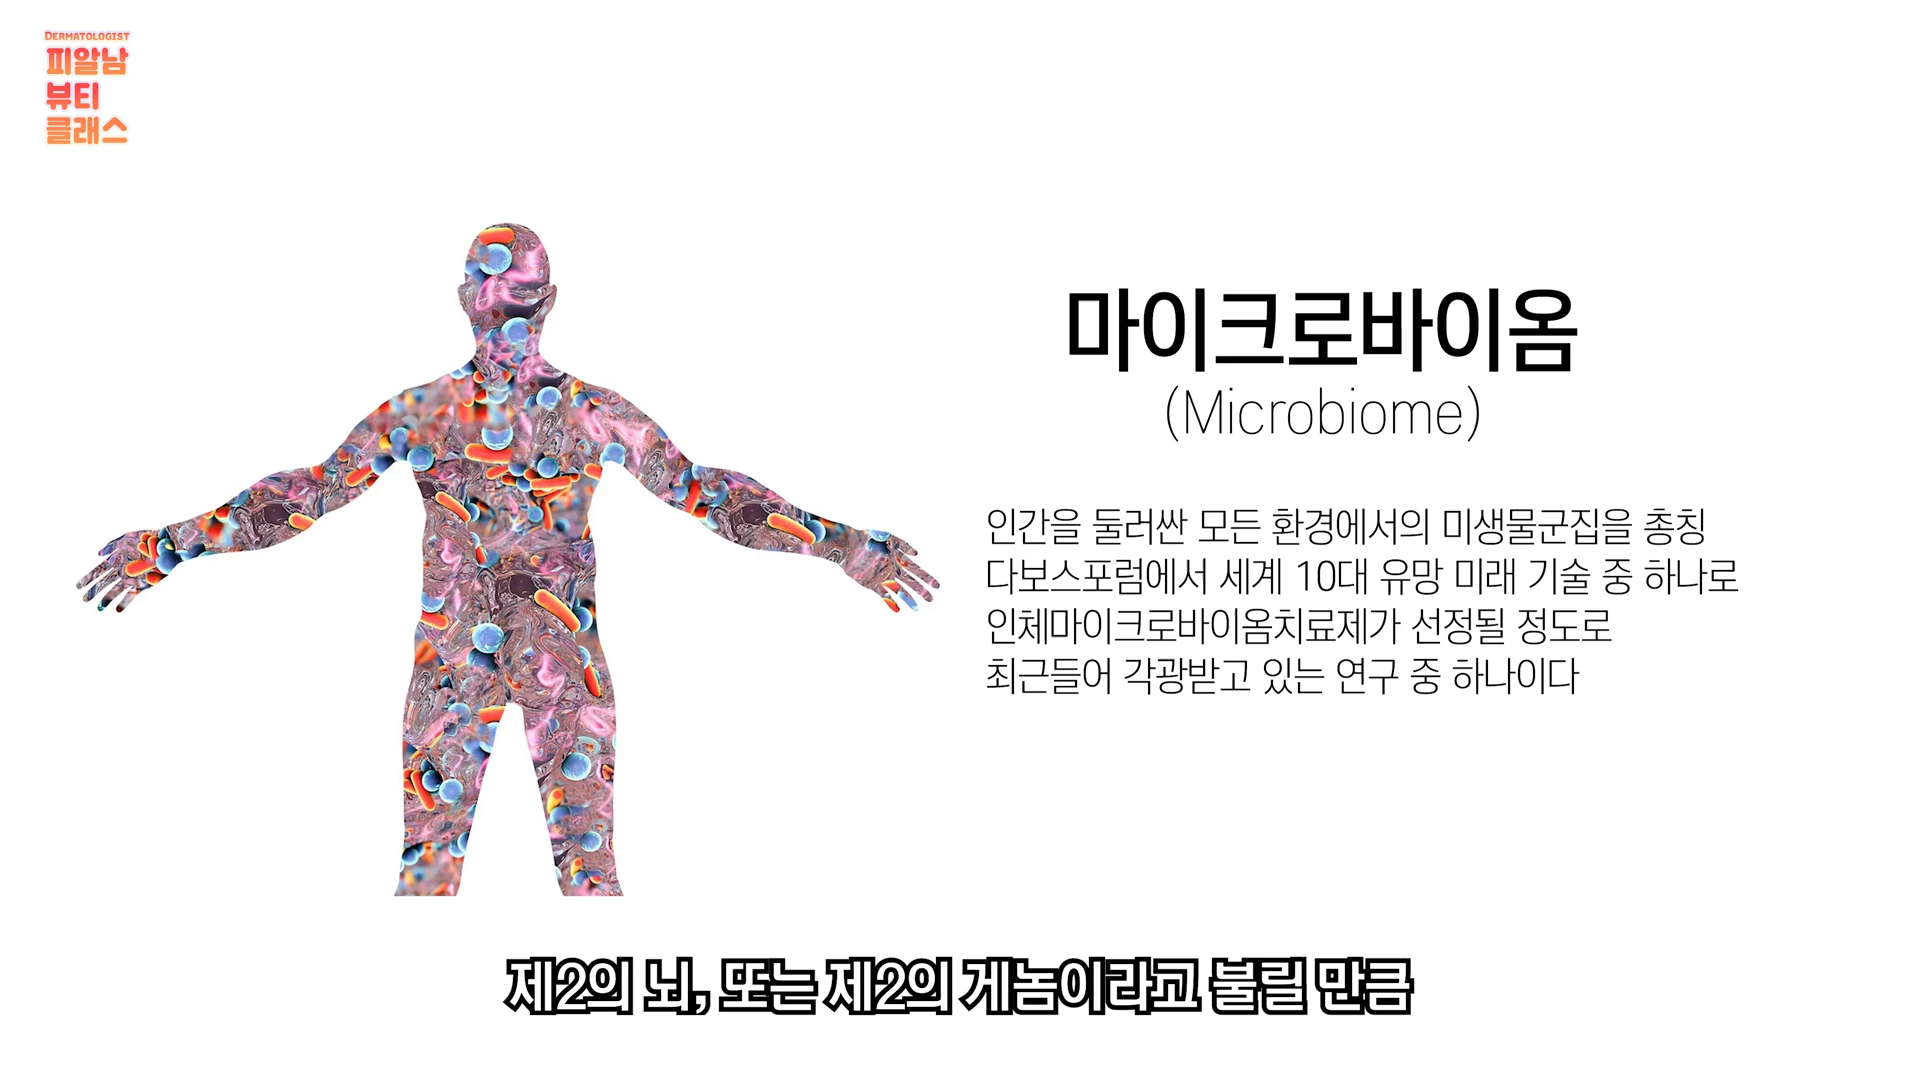 DERMATOLOGIST
피알남
뷰티
클래스
마이크로바이옴
(Microbiome)
인간을 둘러싼 모든 환경에서의 미생물군집을 총칭
다보스포럼에서 세계 10대 유망 미래 기술 중 하나로
인체마이크로바이옴치료제가 선정될 정도로
최근들어 각광받고 있는 연구 중 하나이다
제2의 뇌, 또는 제2의 게놈이라고 불릴 만큼